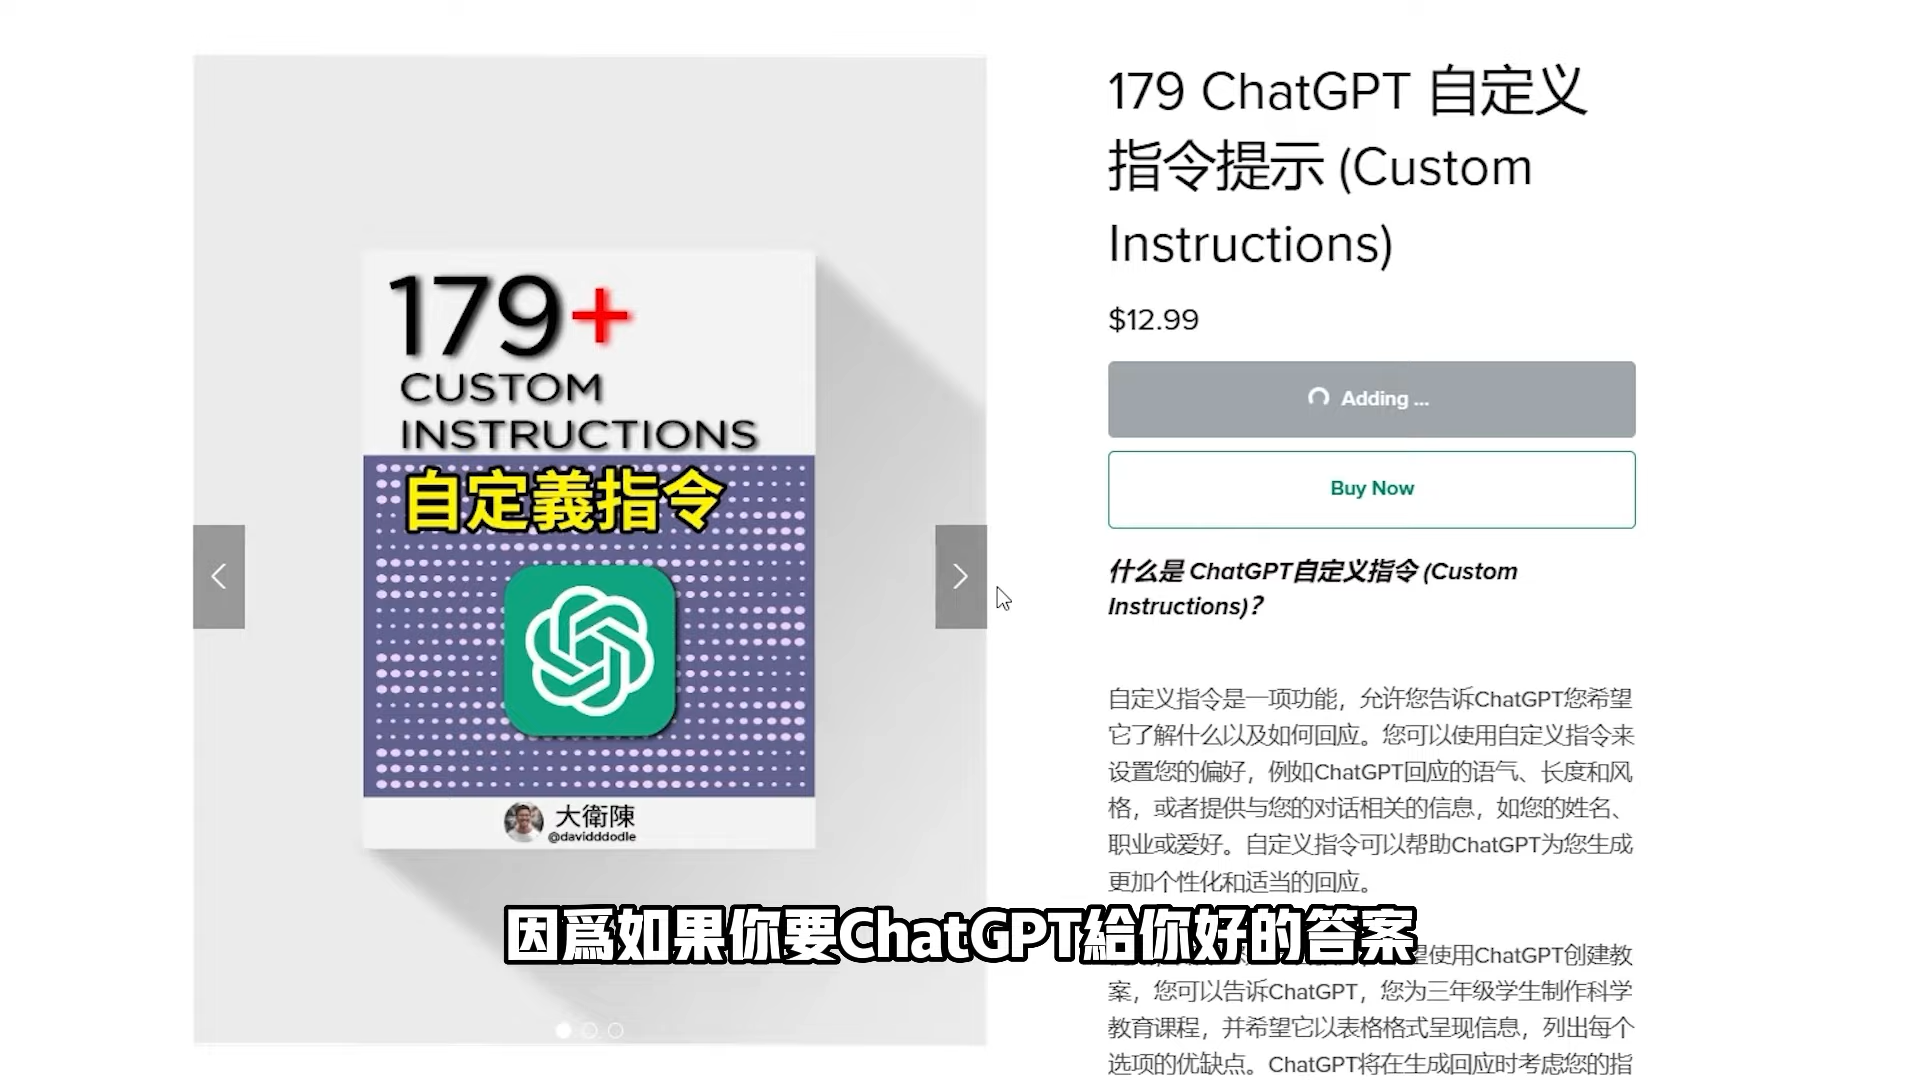 179+
CUSTOM
INSTRUCTIONS
自定義指令
大衛陳
@davidddodle
179 ChatGPT 自定义
指令提示 (Custom
Instructions)
$12.99
Adding ...
Buy Now
什么是 ChatGPT自定义指令 (Custom
Instructions)？
自定义指令是一项功能，允许您告诉ChatGPT您希望
它了解什么以及如何回应。您可以使用自定义指令来
设置您的偏好，例如ChatGPT回应的语气、长度和风
格，或者提供与您的对话相关的信息，如您的姓名、
职业或爱好。自定义指令可以帮助ChatGPT为您生成
更加个性化和适当的回应。
因爲如果你要ChatGPT給你好的答案
望使用ChatGPT创建教
案，您可以告诉ChatGPT，您为三年级学生制作科学
教育课程，并希望它以表格格式呈现信息，列出每个
选项的优缺点。ChatGPT将在生成回应时考虑您的指